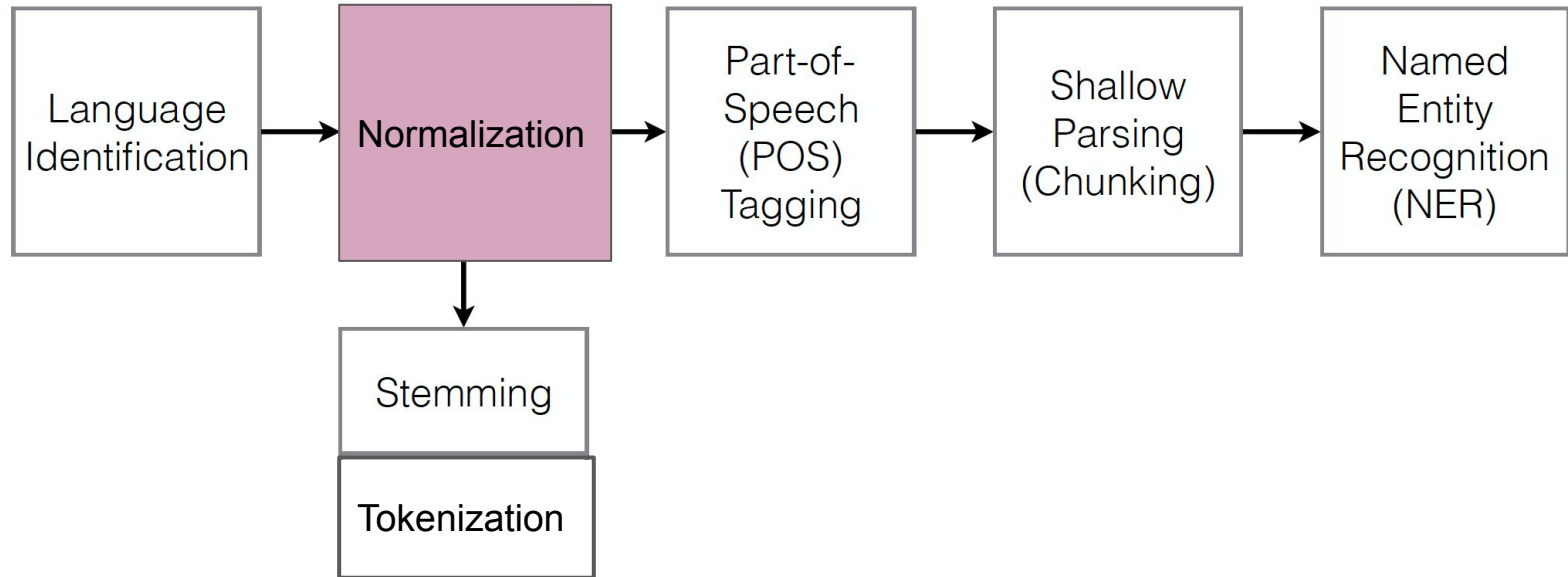 Language
Identification
Normalization
Part-of-
Speech
(POS)
Tagging
Shallow
Parsing
(Chunking)
Named
Entity
Recognition
(NER)
Stemming
Tokenization